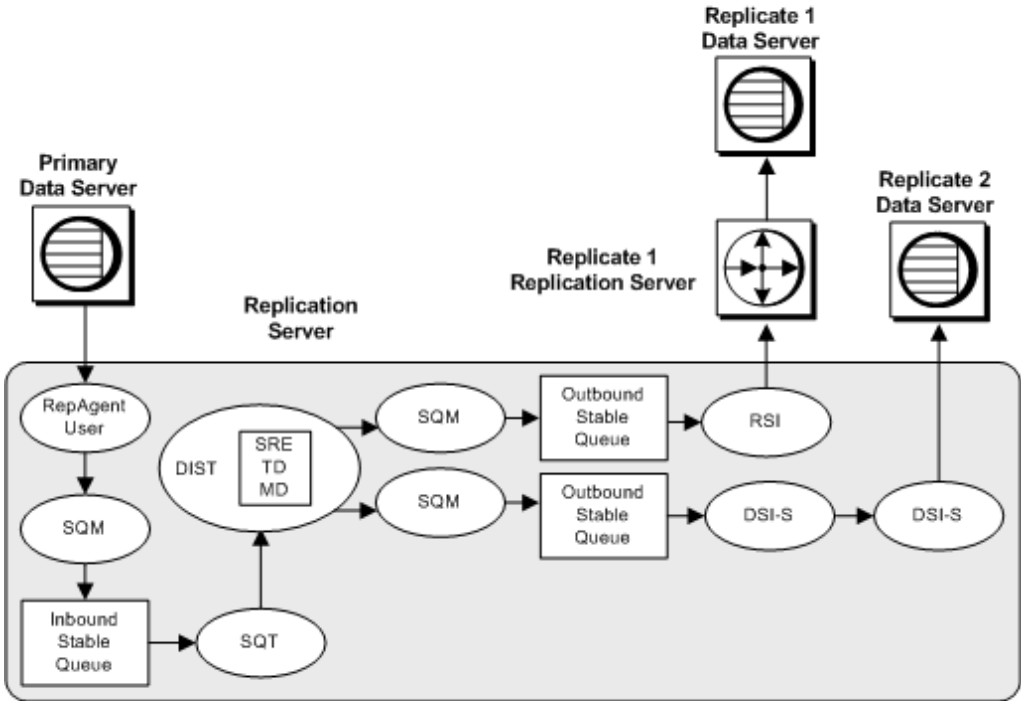 Replicate 1
Data Server
Primary
Data Server
Replicate 2
Data Server
Replicate 1
Replication Server
Replication
Server
RepAgent
User
SQM
Inbound
Stable
Queue
SQT
DIST
SRE
TD
MD
SQM
Outbound
Stable
Queue
RSI
SQM
Outbound
Stable
Queue
DSI-S
DSI-S